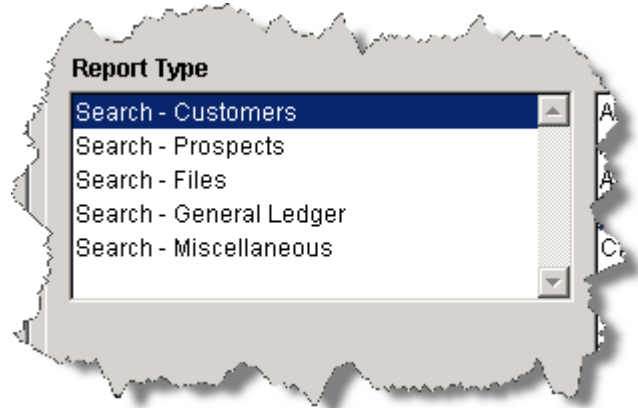 Report Type
Search - Customers
Search - Prospects
Search - Files
Search - General Ledger
Search - Miscellaneous